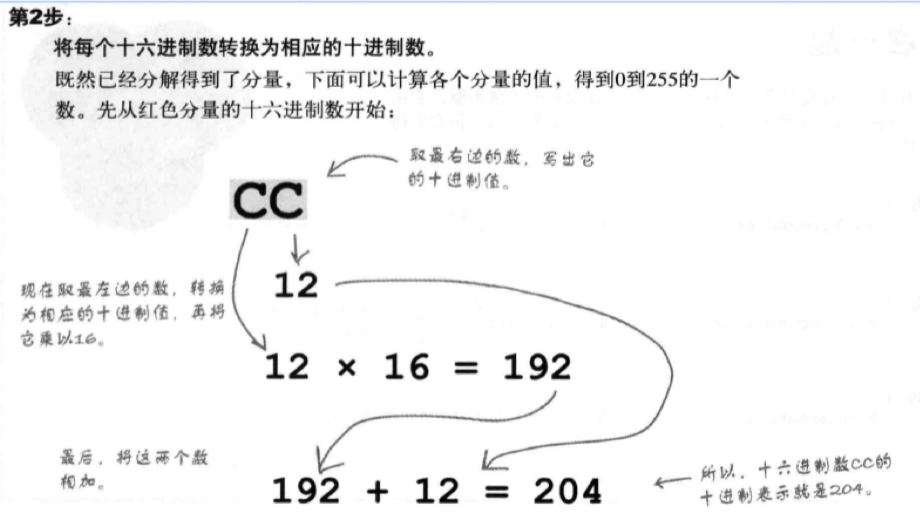 第2步：
将每个十六进制数转换为相应的十进制数。
既然已经分解得到了分量，下面可以计算各个分量的值，得到0到255的一个
数。先从红色分量的十六进制数开始：
取最右边的数，写出它
的十进制值。
CC
12
现在取最左边的数，转换
为相应的十进制值，再将
它乘以16。
12 × 16 = 192
最后，将这两个数
相加。
192 + 12 = 204
所以，十六进制数CC的
十进制表示就是204。